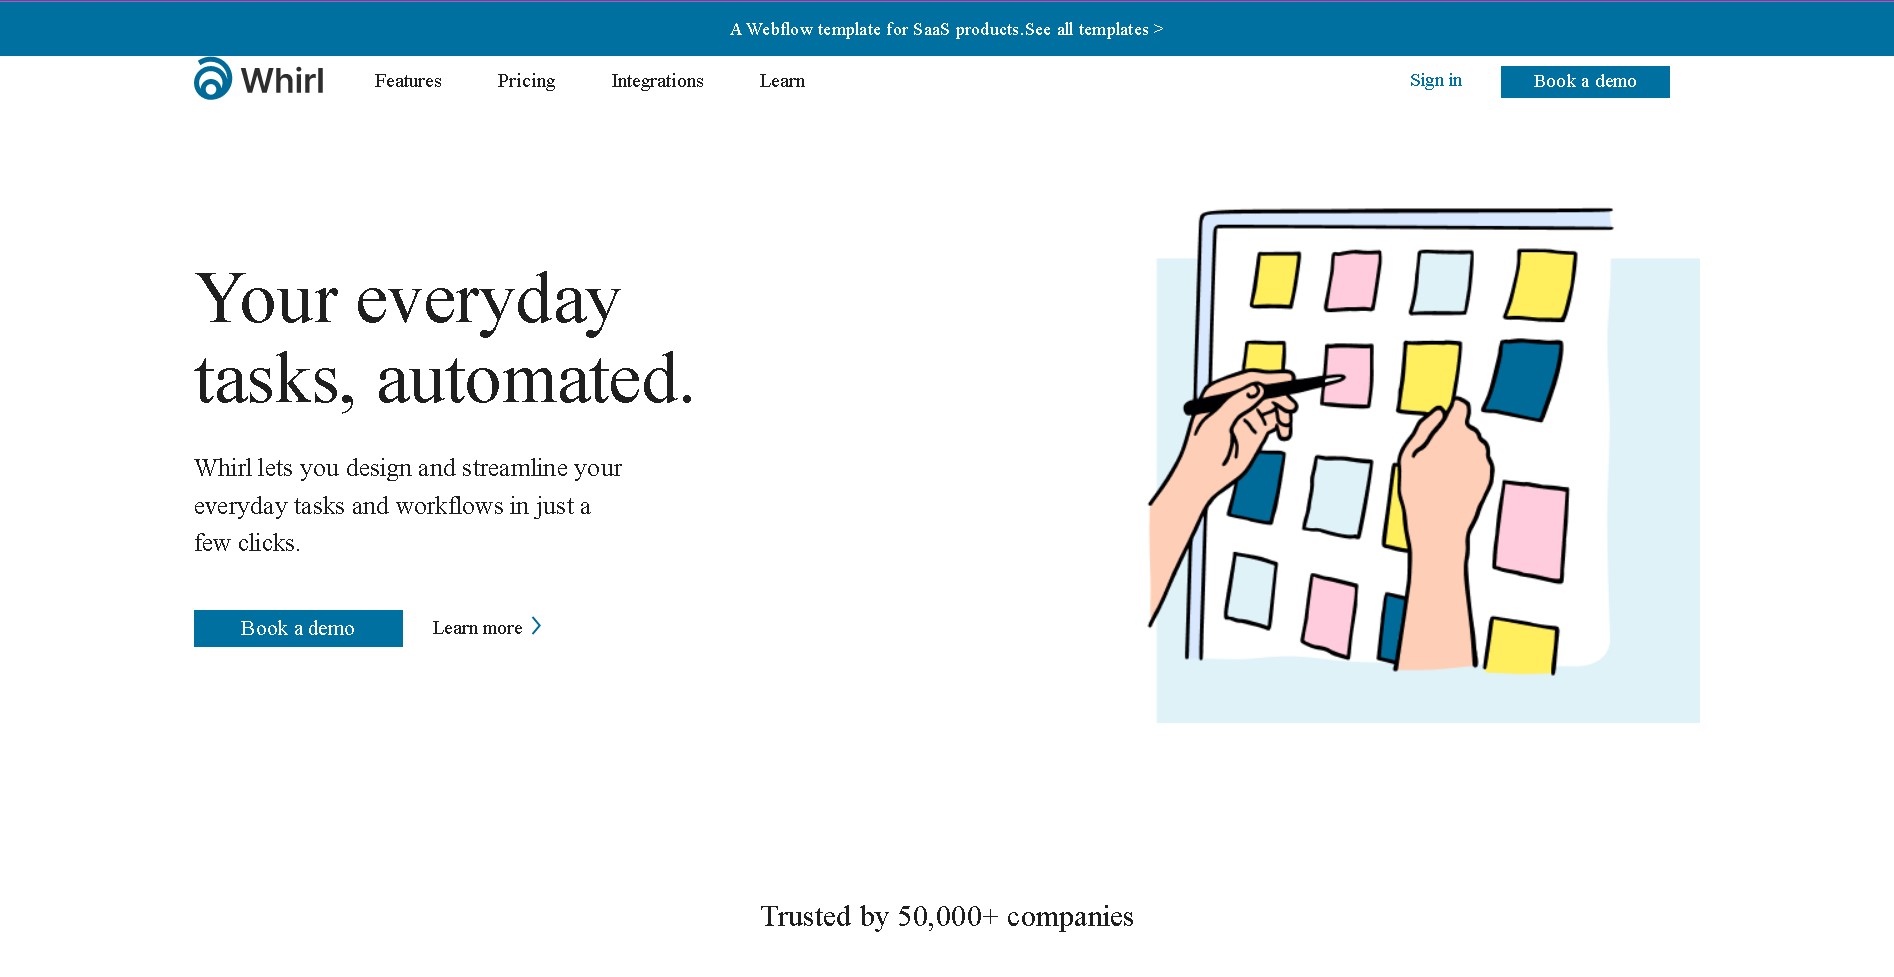 A Webflow template for SaaS products.See all templates >
Whirl
Features
Pricing
Integrations
Learn
Sign in
Book a demo
Your everyday
tasks, automated.
Whirl lets you design and streamline your
everyday tasks and workflows in just a
few clicks.
Book a demo
Learn more
Trusted by 50,000+ companies